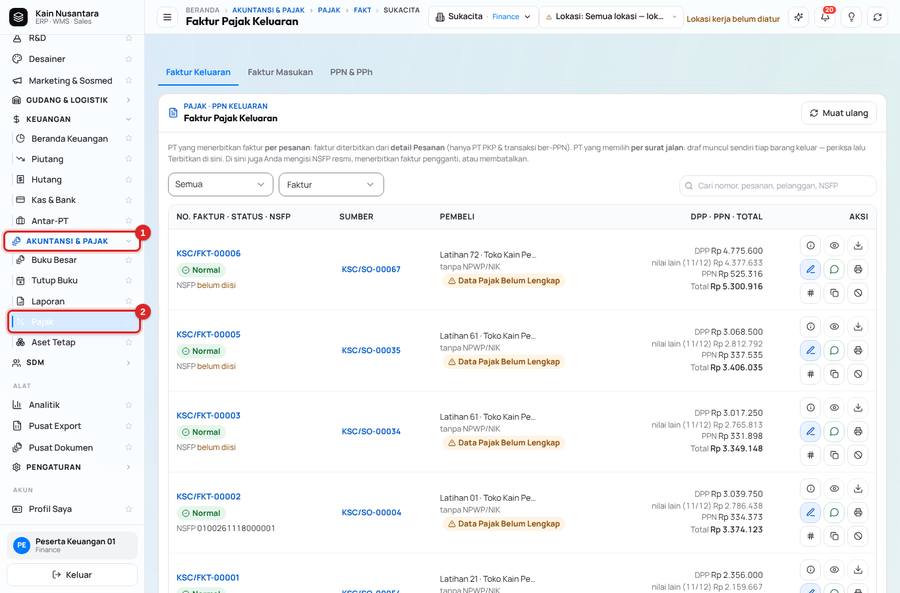 Kain Nusantara
ERP · WMS · Sales
R&D
Desainer
Marketing & Sosmed
GUDANG & LOGISTIK
KEUANGAN
Beranda Keuangan
Piutang
Hutang
Kas & Bank
Antar-PT
AKUNTANSI & PAJAK
1
Buku Besar
Tutup Buku
Laporan
Pajak
2
Aset Tetap
SDM
ALAT
Analitik
Pusat Export
Pusat Dokumen
PENGATURAN
AKUN
Profil Saya
PE
Peserta Keuangan 01
Finance
Keluar
BERANDA › AKUNTANSI & PAJAK › PAJAK › FAKT › SUKACITA
Faktur Pajak Keluaran
Sukacita · Finance
Lokasi: Semua lokasi — lok...
Lokasi kerja belum diatur
20
Faktur Keluaran
Faktur Masukan
PPN & PPh
PAJAK · PPN KELUARAN
Faktur Pajak Keluaran
Muat ulang
PT yang menerbitkan faktur per pesanan: faktur diterbitkan dari detail Pesanan (hanya PT PKP & transaksi ber-PPN). PT yang memilih per surat jalan: draf muncul sendiri tiap barang keluar — periksa lalu
Terbitkan di sini. Di sini juga Anda mengisi NSFP resmi, menerbitkan faktur pengganti, atau membatalkan.
Semua
Faktur
Cari nomor, pesanan, pelanggan, NSFP
NO. FAKTUR · STATUS · NSFP
SUMBER
PEMBELI
DPP · PPN · TOTAL
AKSI
KSC/FKT-00006
Normal
NSFP belum diisi
KSC/SO-00067
Latihan 72 · Toko Kain Pe...
tanpa NPWP/NIK
Data Pajak Belum Lengkap
DPP Rp 4.775.600
nilai lain (11/12) Rp 4.377.633
PPN Rp 525.316
Total Rp 5.300.916
KSC/FKT-00005
Normal
NSFP belum diisi
KSC/SO-00035
Latihan 61 · Toko Kain Pe...
tanpa NPWP/NIK
Data Pajak Belum Lengkap
DPP Rp 3.068.500
nilai lain (11/12) Rp 2.812.792
PPN Rp 337.535
Total Rp 3.406.035
KSC/FKT-00003
Normal
NSFP belum diisi
KSC/SO-00034
Latihan 61 · Toko Kain Pe...
tanpa NPWP/NIK
Data Pajak Belum Lengkap
DPP Rp 3.017.250
nilai lain (11/12) Rp 2.765.813
PPN Rp 331.898
Total Rp 3.349.148
KSC/FKT-00002
Normal
NSFP 0100261118000001
KSC/SO-00004
Latihan 01 · Toko Kain Pe...
tanpa NPWP/NIK
Data Pajak Belum Lengkap
DPP Rp 3.039.750
nilai lain (11/12) Rp 2.786.438
PPN Rp 334.373
Total Rp 3.374.123
KSC/FKT-00001
Latihan 21 · Toko Kain Pe...
tanpa NPWP/NIK
DPP Rp 2.356.000
nilai lain (11/12) Rp 2.159.667